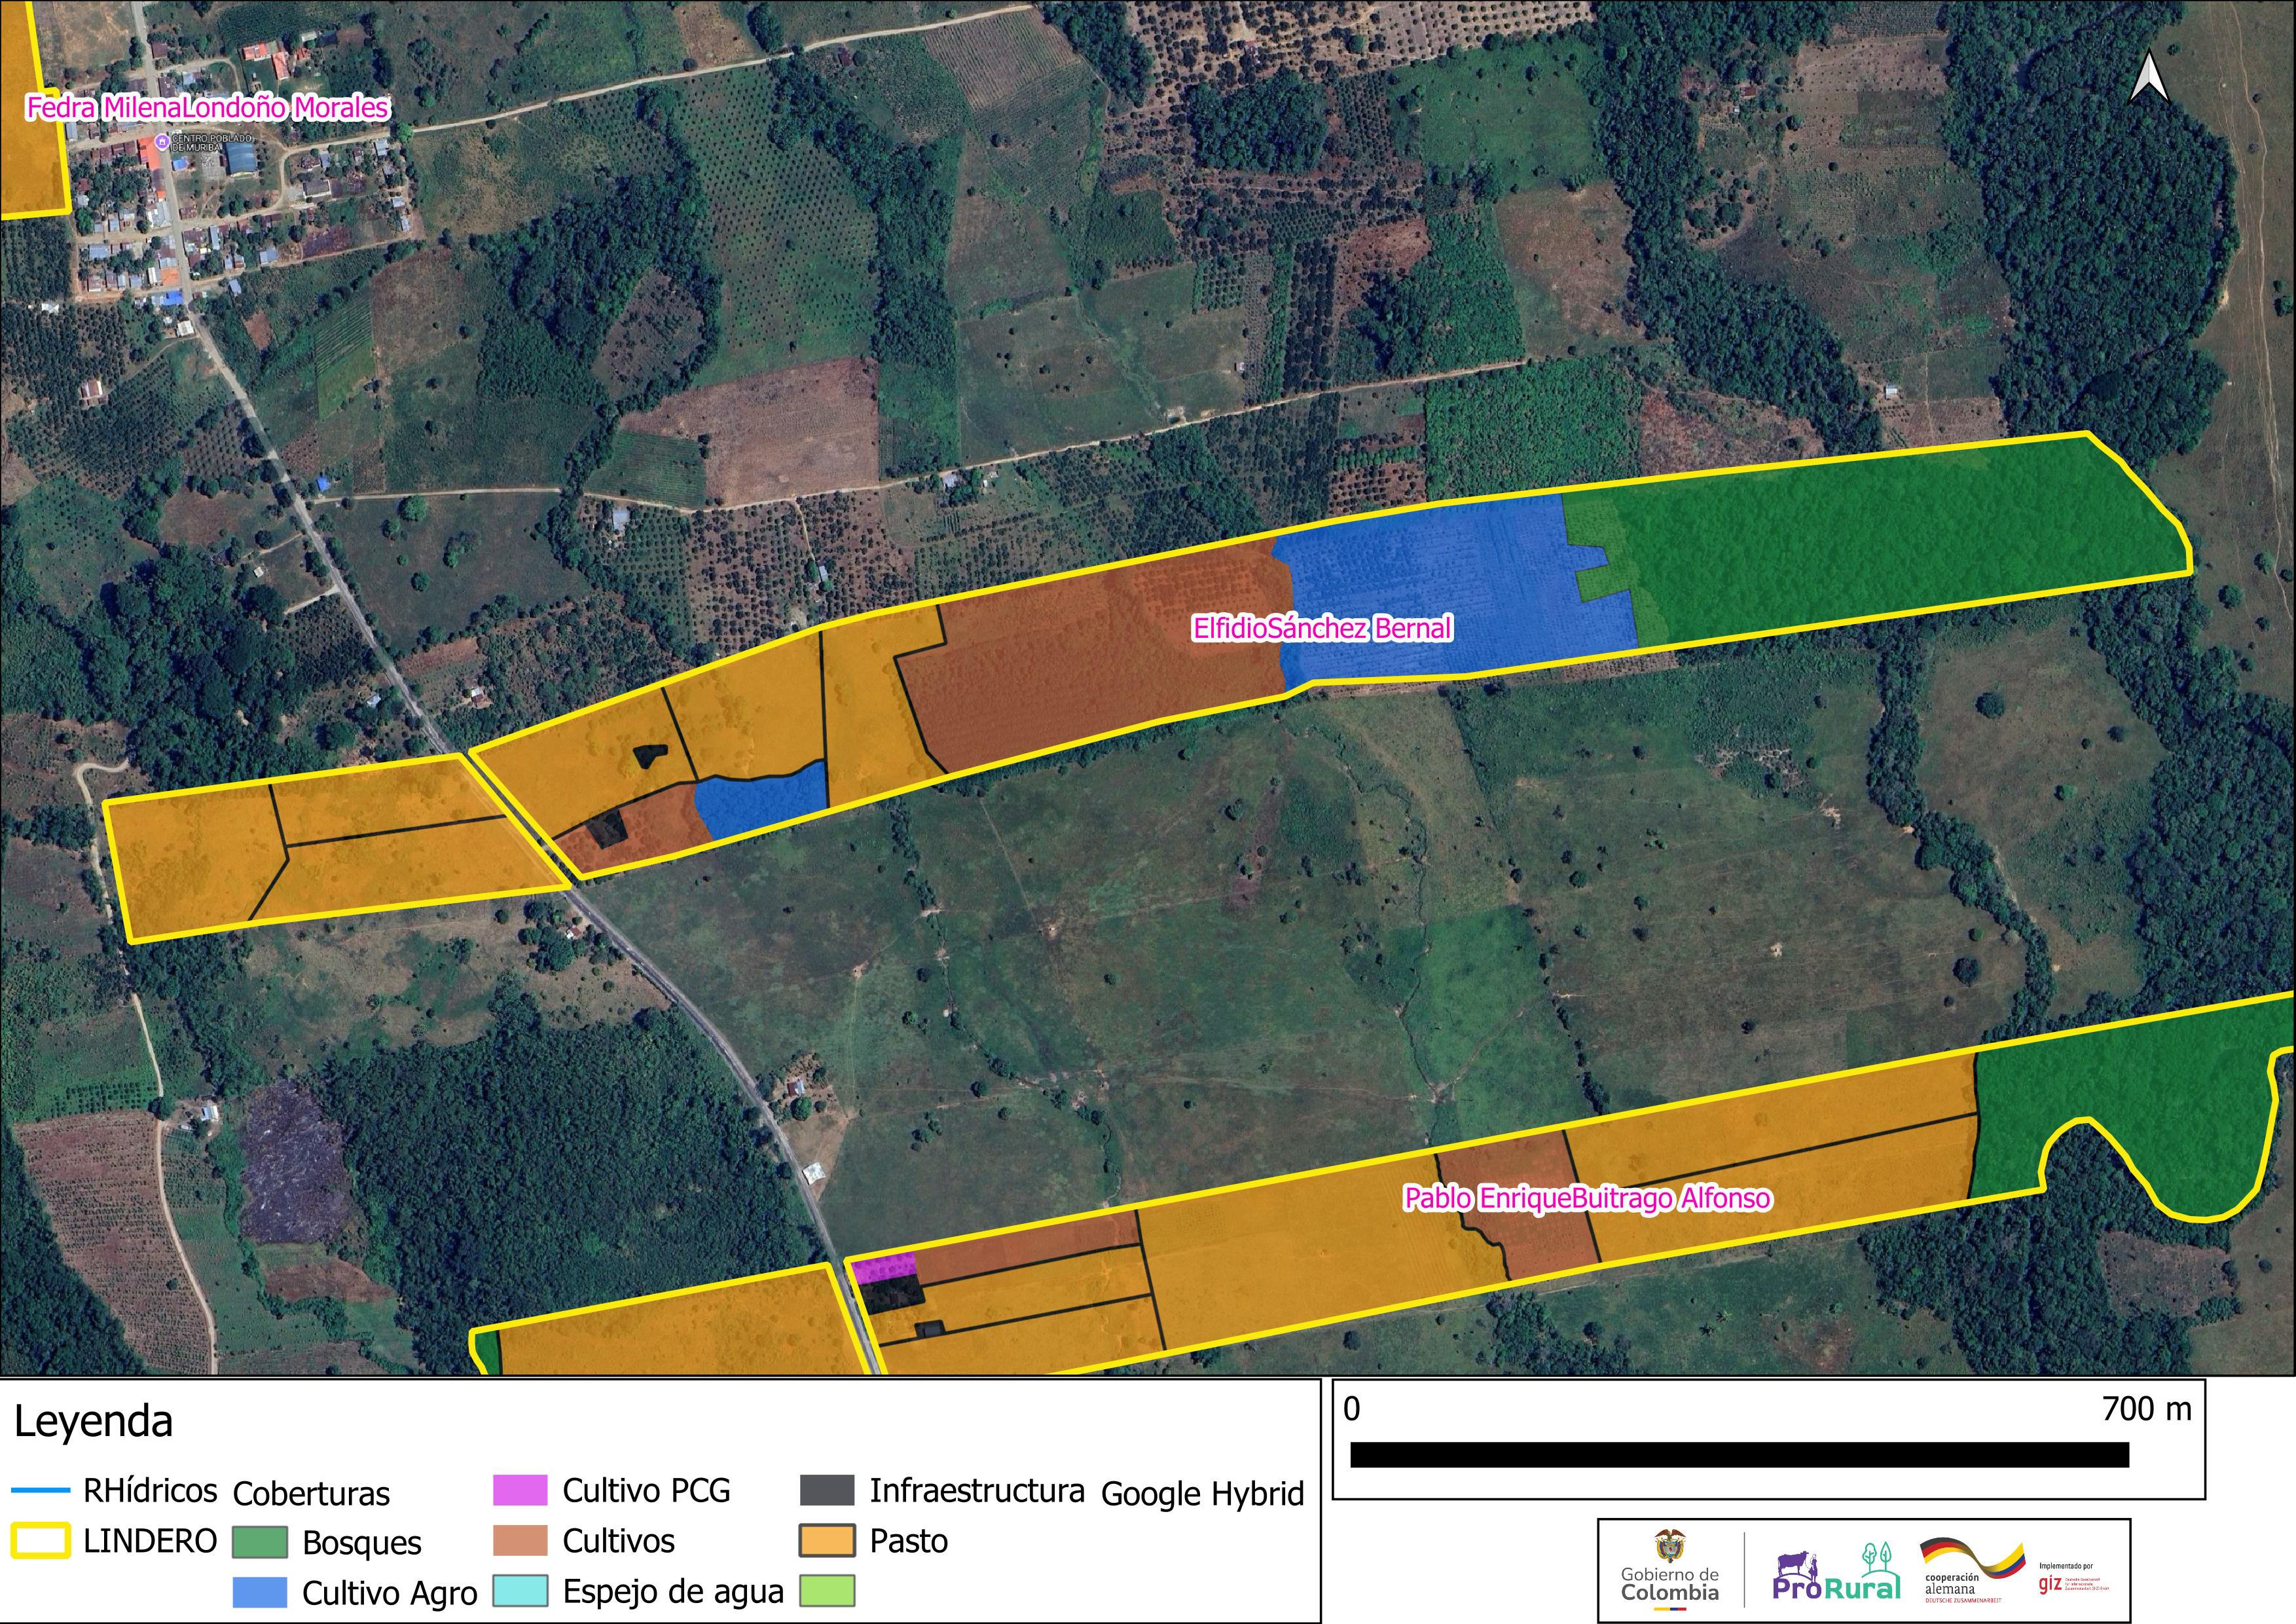 Fedra MilenaLondoño Morales
CENTRO POBLADO
DE MURIBÁ
ElfidioSánchez Bernal
Pablo EnriqueBuitrago Alfonso
Leyenda
RHídricos
LINDERO
Coberturas
Bosques
Cultivo Agro
Cultivo PCG
Cultivos
Espejo de agua
Infraestructura
Pasto
Google Hybrid
0 700 m
Gobierno de
Colombia
ProRural
cooperación
alemana
DEUTSCHE ZUSAMMENARBEIT
Implementado por
giz